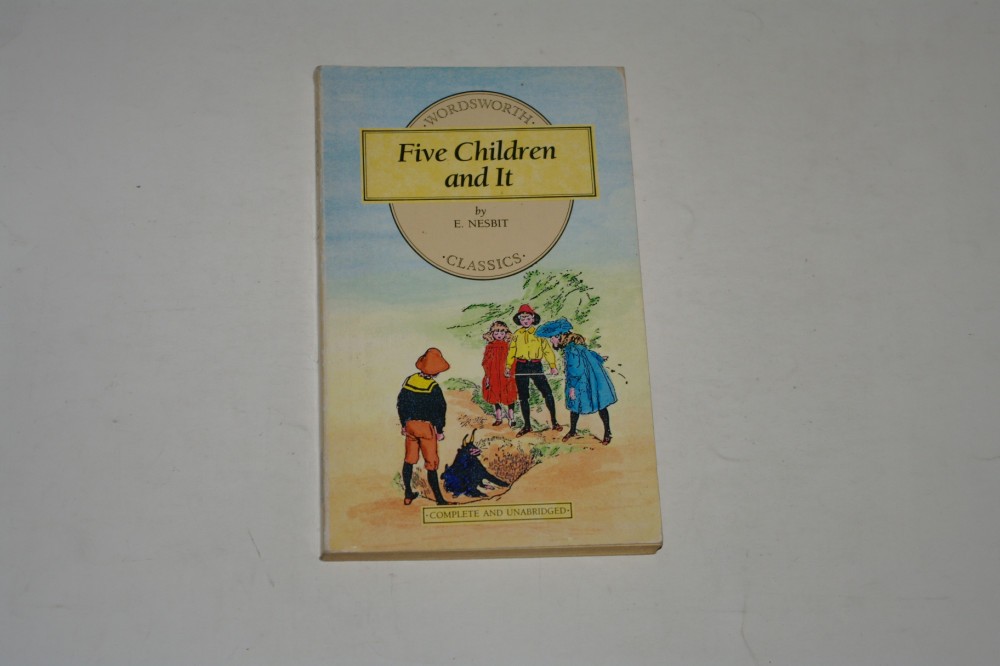 ·WORDSWORTH·
Five Children
and It
by
E. NESBIT
·CLASSICS·
·COMPLETE AND UNABRIDGED·